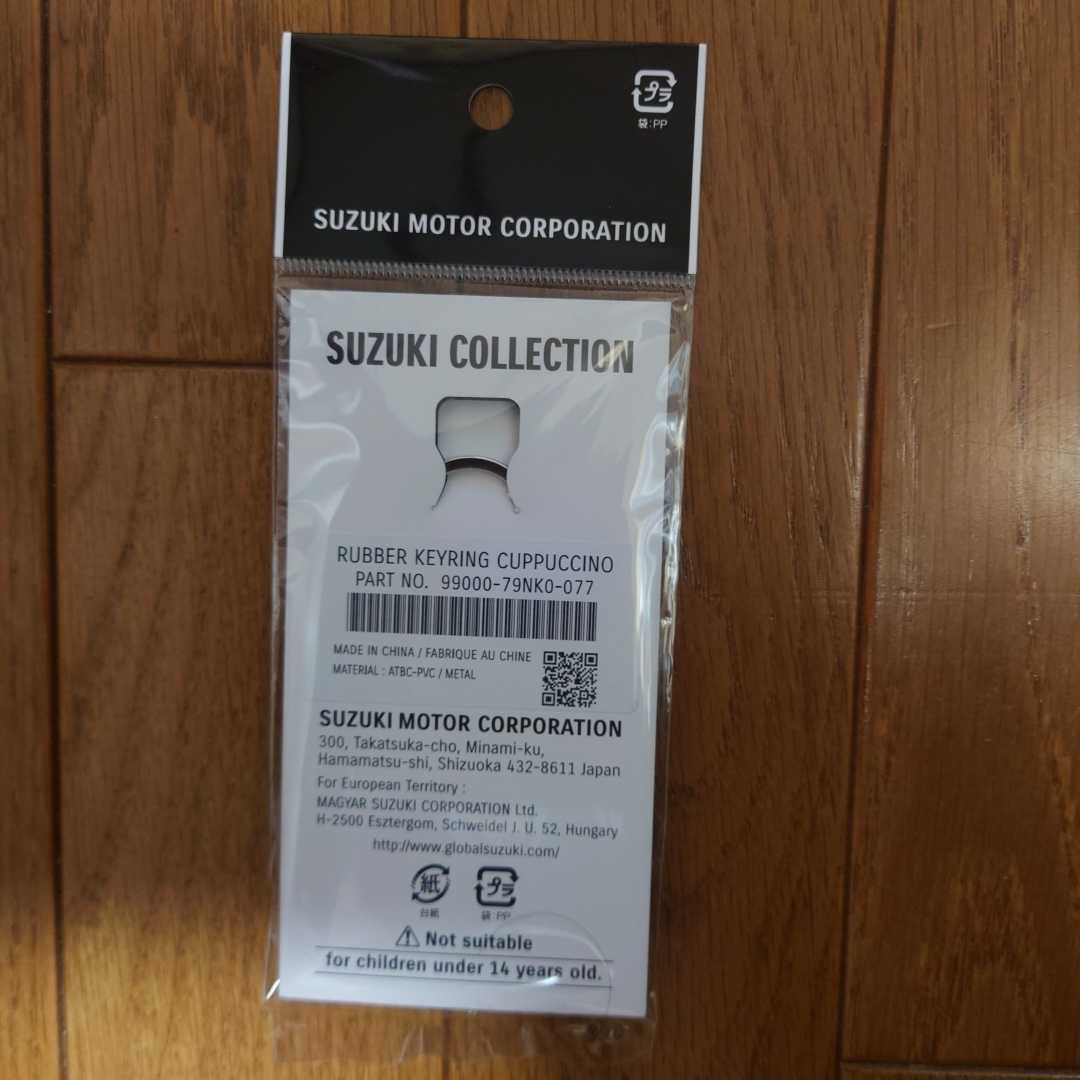 プラ
袋:PP
SUZUKI MOTOR CORPORATION
SUZUKI COLLECTION
RUBBER KEYRING CUPPUCCINO
PART NO. 99000-79NK0-077
MADE IN CHINA / FABRIQUE AU CHINE
MATERIAL : ATBC-PVC / METAL
SUZUKI MOTOR CORPORATION
300, Takatsuka-cho, Minami-ku,
Hamamatsu-shi, Shizuoka 432-8611 Japan
For European Territory :
MAGYAR SUZUKI CORPORATION Ltd.
H-2500 Esztergom, Schweidel J. U. 52, Hungary
http://www.globalsuzuki.com/
紙 プラ
台紙 袋:PP
Not suitable
for children under 14 years old.